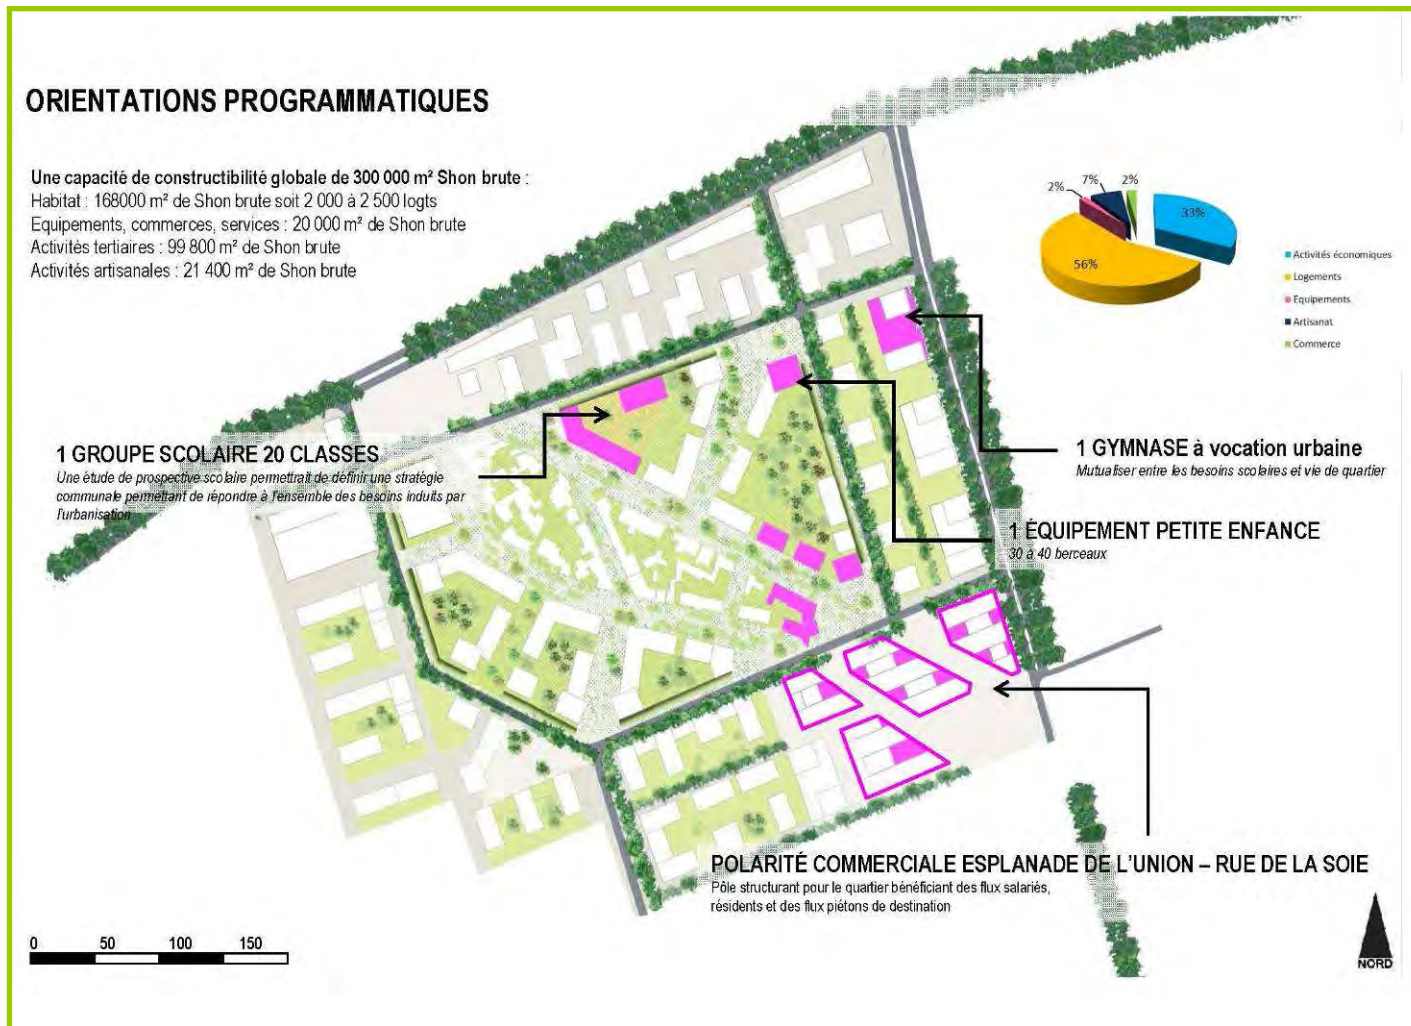 ORIENTATIONS PROGRAMMATIQUES
Une capacité de constructibilité globale de 300 000 m² Shon brute :
Habitat : 168000 m² de Shon brute soit 2 000 à 2 500 logts
Equipements, commerces, services : 20 000 m² de Shon brute
Activités tertiaires : 99 800 m² de Shon brute
Activités artisanales : 21 400 m² de Shon brute
2%
7%
2%
33%
56%
Activités économiques
Logements
Equipements
Artisanat
Commerce
1 GROUPE SCOLAIRE 20 CLASSES
Une étude de prospective scolaire permettrait de définir une stratégie
communale permettant de répondre à l'ensemble des besoins induits par
l'urbanisation
1 GYMNASE à vocation urbaine
Mutualiser entre les besoins scolaires et vie de quartier
1 ÉQUIPEMENT PETITE ENFANCE
30 à 40 berceaux
POLARITÉ COMMERCIALE ESPLANADE DE L'UNION – RUE DE LA SOIE
Pôle structurant pour le quartier bénéficiant des flux salariés,
résidents et des flux piétons de destination
0 50 100 150
NORD